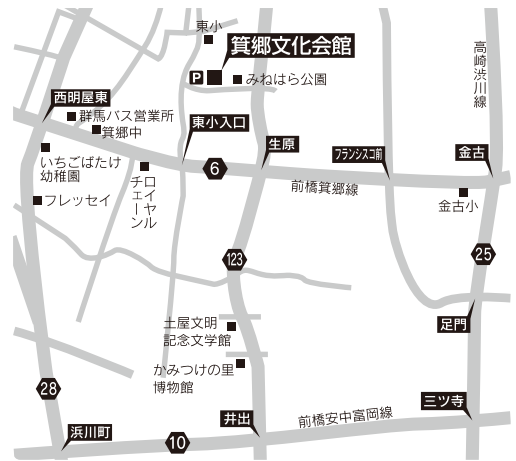 東小
箕郷文化会館
P
みねはら公園
高崎渋川線
西明屋東
群馬バス営業所
箕郷中
東小入口
生原
フランシスコ前
金古
いちごばたけ
幼稚園
フレッセイ
ロイヤル
チェーン
6
前橋箕郷線
金古小
123
25
土屋文明
記念文学館
足門
かみつけの里
博物館
28
三ツ寺
井出
前橋安中富岡線
浜川町
10